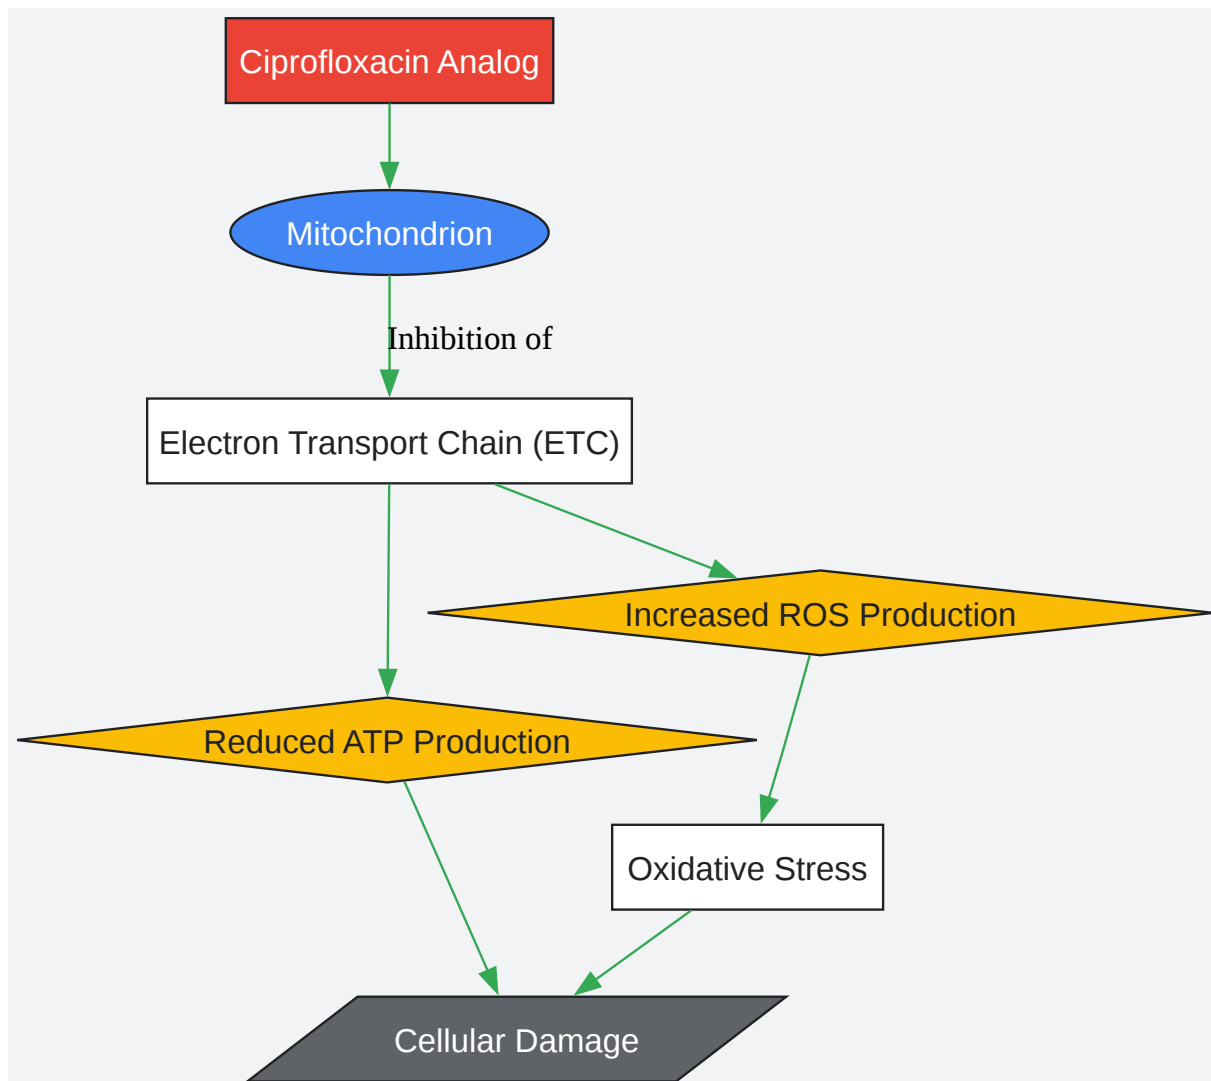 Ciprofloxacin Analog
Mitochondrion
Inhibition of
Electron Transport Chain (ETC)
Increased ROS Production
Reduced ATP Production
Oxidative Stress
Cellular Damage